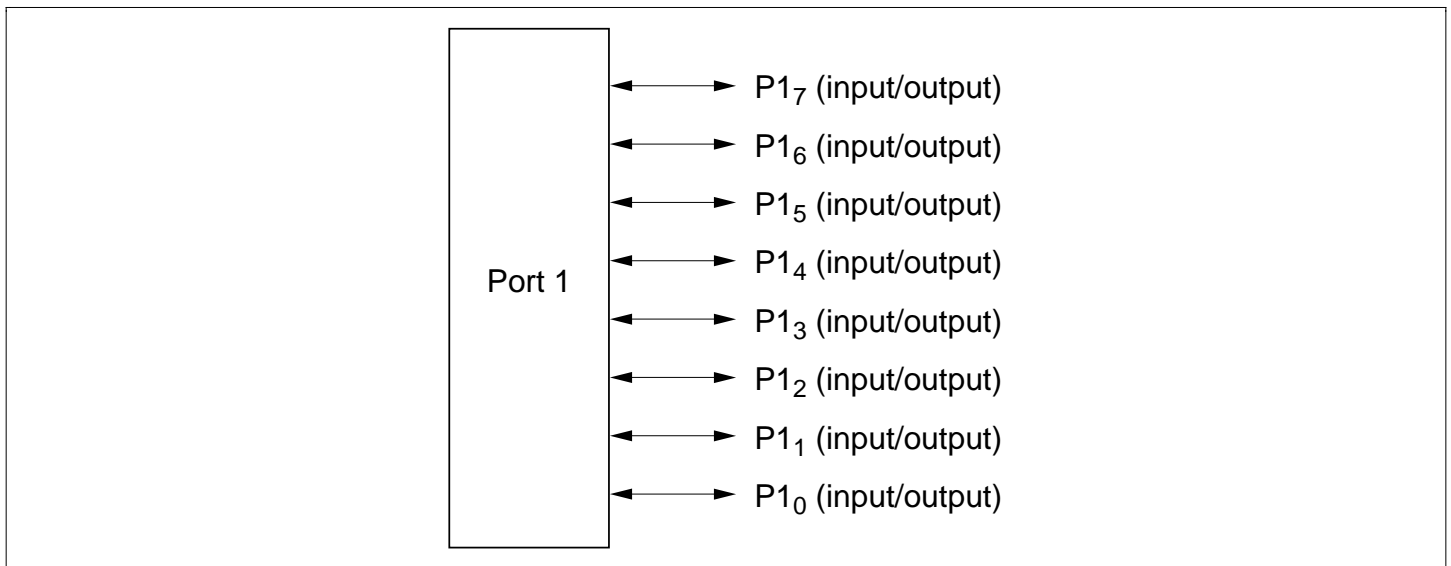 P1₇ (input/output)
P1₆ (input/output)
P1₅ (input/output)
P1₄ (input/output)
Port 1
P1₃ (input/output)
P1₂ (input/output)
P1₁ (input/output)
P1₀ (input/output)